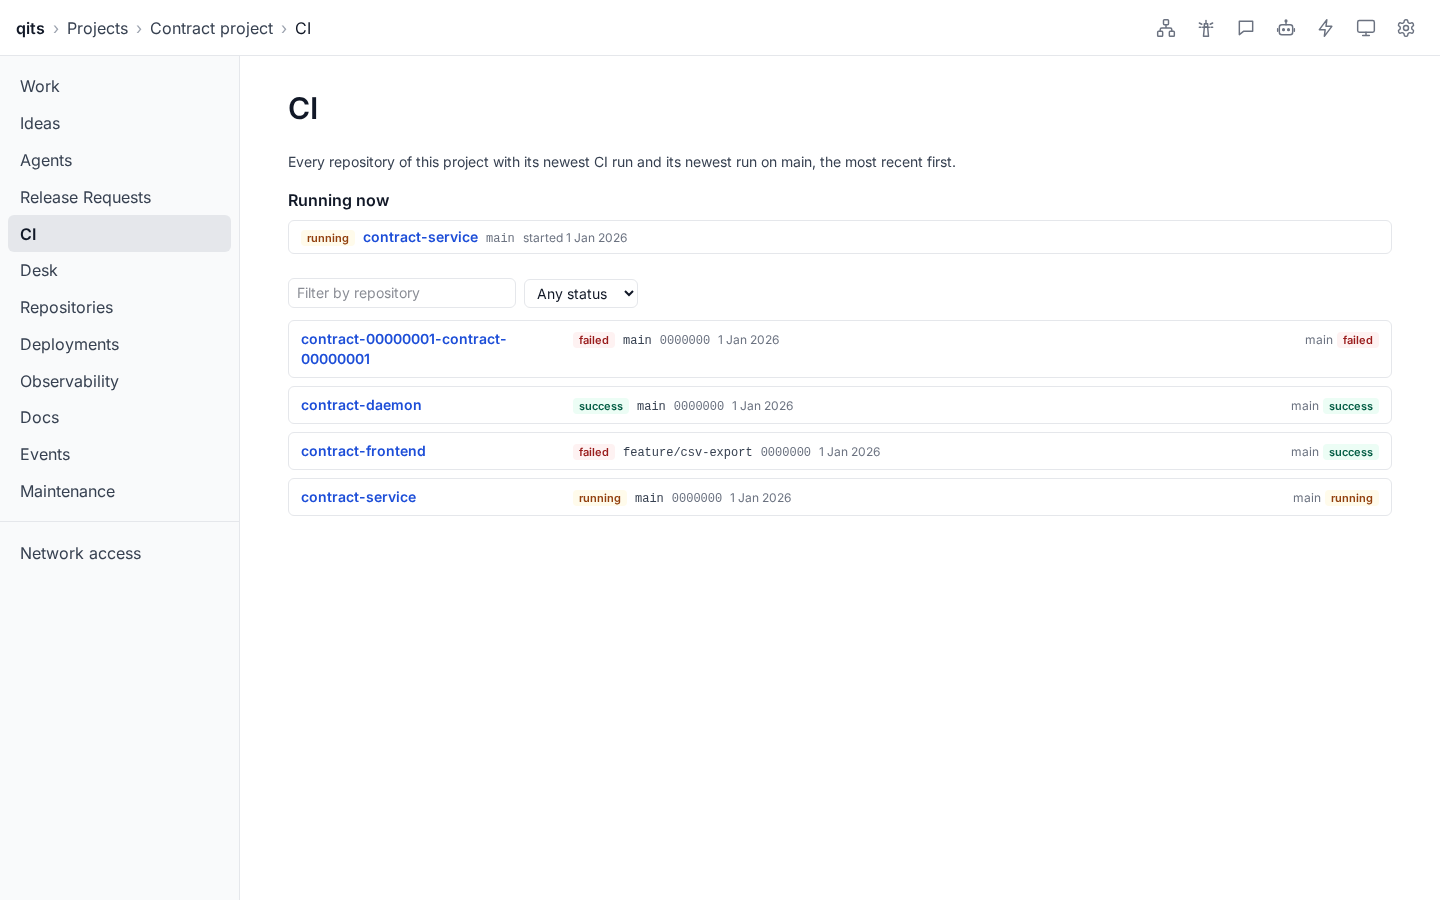 qits › Projects › Contract project › CI
Work
Ideas
Agents
Release Requests
CI
Desk
Repositories
Deployments
Observability
Docs
Events
Maintenance
Network access
CI
Every repository of this project with its newest CI run and its newest run on main, the most recent first.
Running now
running contract-service main started 1 Jan 2026
Filter by repository Any status
contract-00000001-contract-00000001 failed main 0000000 1 Jan 2026 main failed
contract-daemon success main 0000000 1 Jan 2026 main success
contract-frontend failed feature/csv-export 0000000 1 Jan 2026 main success
contract-service running main 0000000 1 Jan 2026 main running